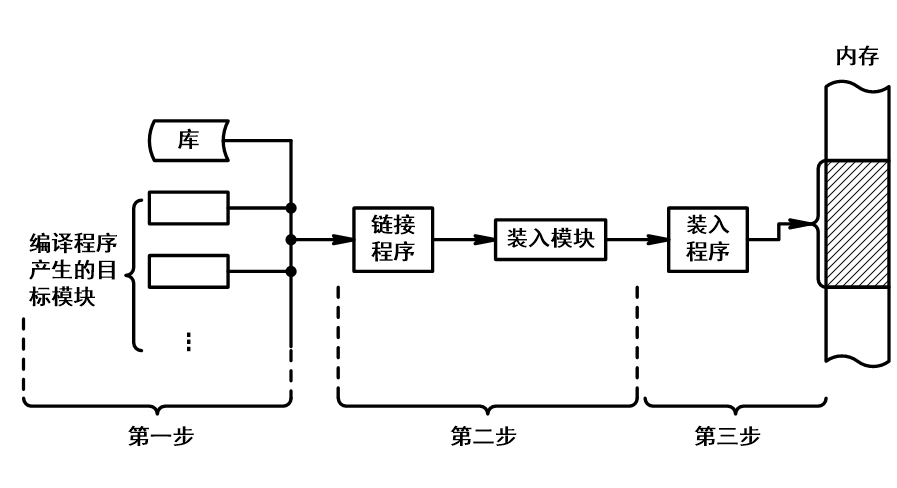 内存
库
编译程序
产生的目
标模块
链接
程序
装入模块
装入
程序
第一步
第二步
第三步